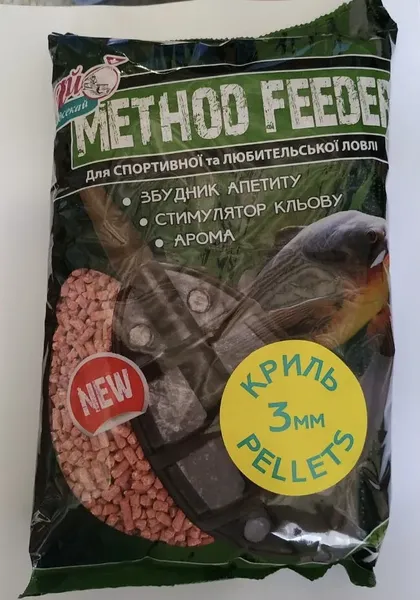 METHOD FEEDER
Для СПОРТИВНОЇ та ЛЮБИТЕЛЬСЬКОЇ ЛОВЛІ
• ЗБУДНИК АПЕТИТУ
• СТИМУЛЯТОР КЛЬОВУ
• АРОМА
NEW
КРИЛЬ
3мм
PELLETS